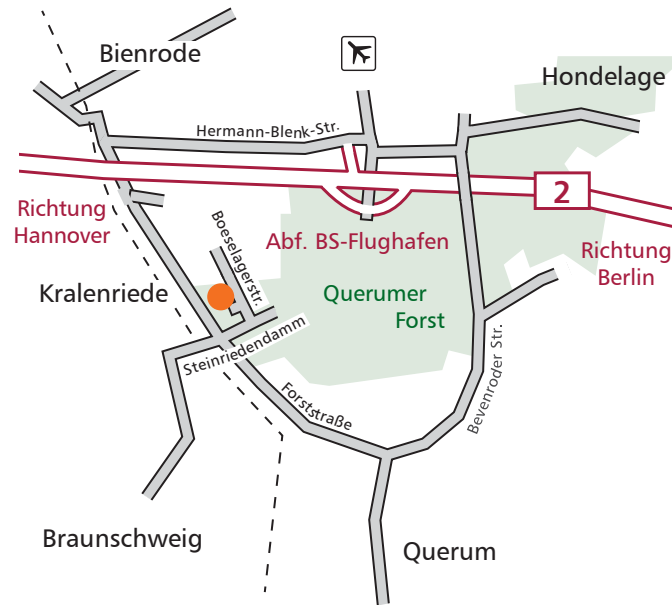 Bienrode
Hondelage
Hermann-Blenk-Str.
2
Richtung
Hannover
Boeselagerstr.
Abf. BS-Flughafen
Richtung
Berlin
Kralenriede
Querumer
Forst
Steinriedendamm
Bevenroder Str.
Forststraße
Braunschweig
Querum